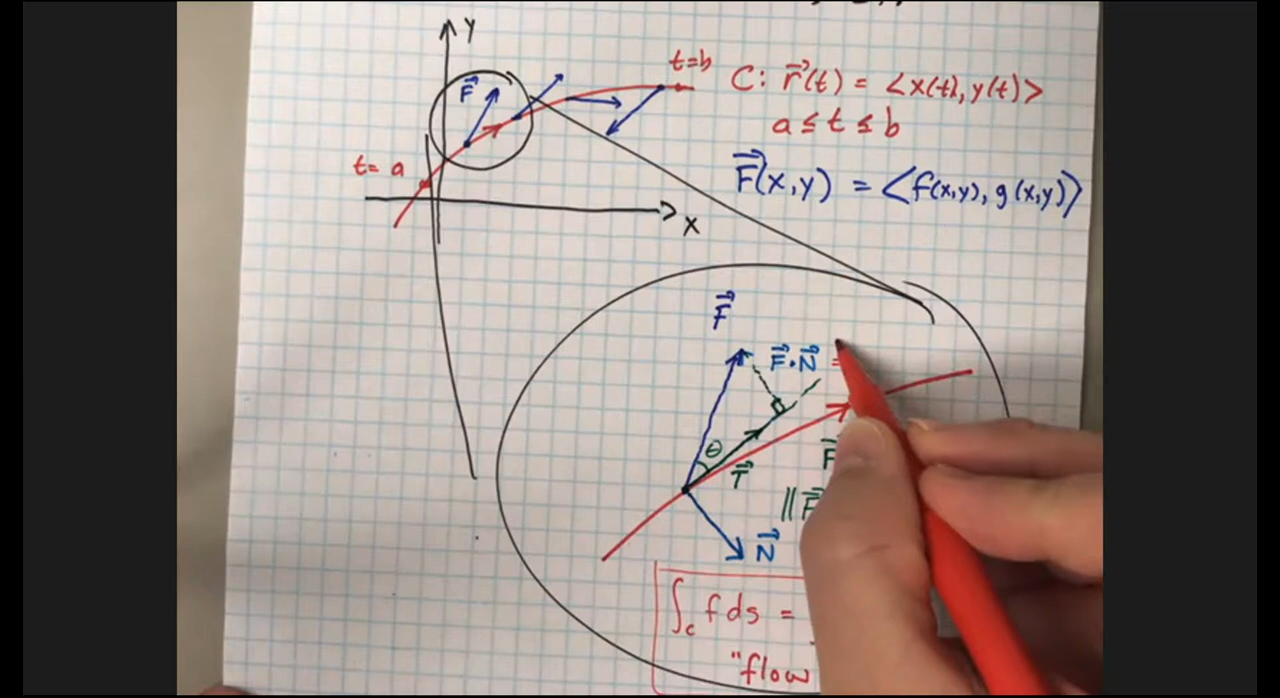 y
t=b
C: r⃗(t) = <x(t), y(t)>
F⃗
a ≤ t ≤ b
t= a
F⃗(x,y) = <f(x,y), g(x,y)>
x
F⃗
F⃗·N⃗ =
θ
T⃗
F
||F⃗
N⃗
∫c f ds =
"flow